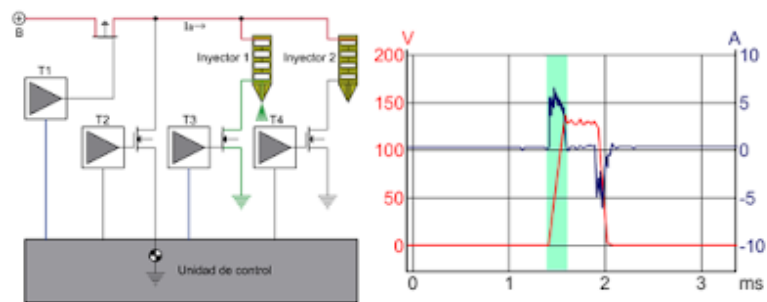 B
Ia→
Inyector 1
Inyector 2
T1
T2
T3
T4
Unidad de control
V
A
200
10
150
5
100
0
50
-5
0
-10
0
1
2
3
ms